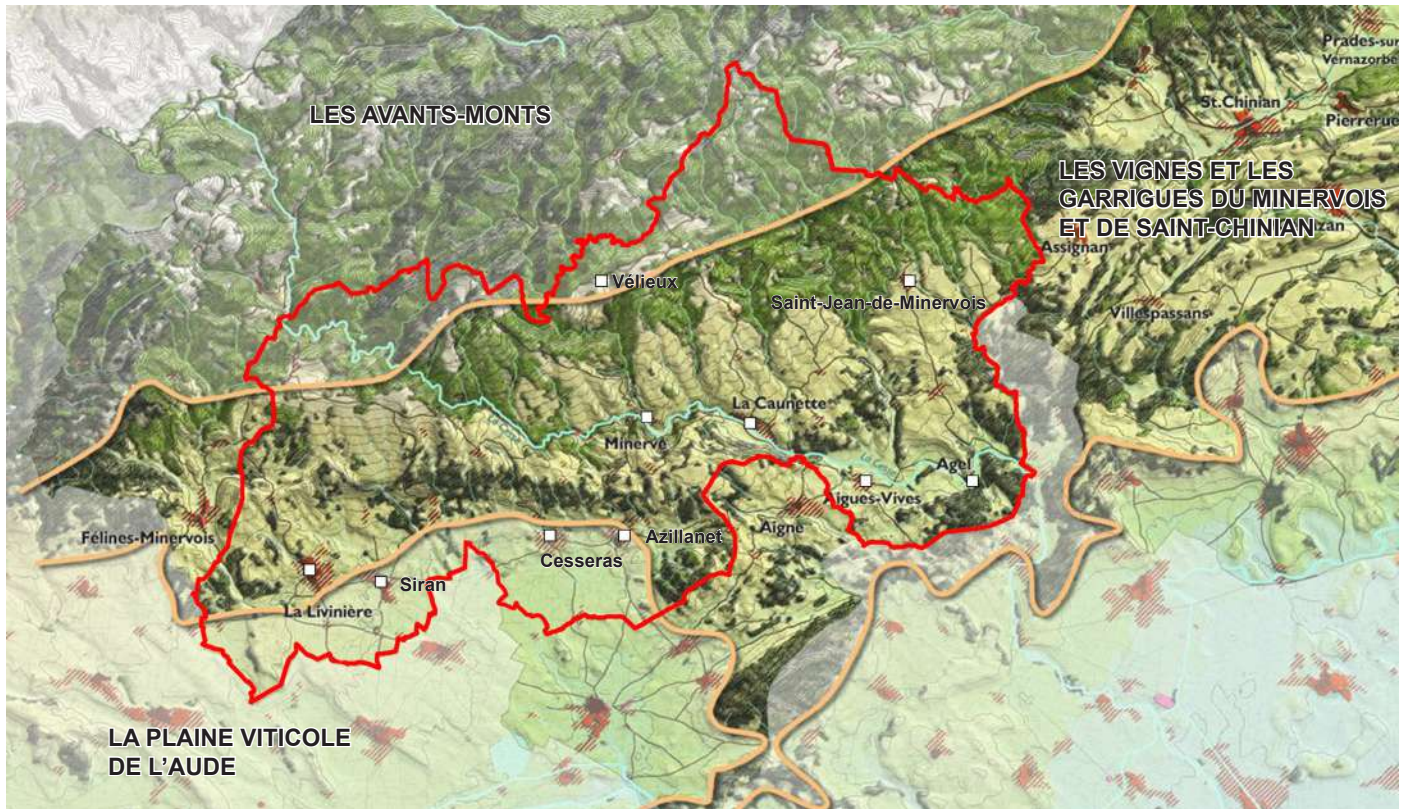 Prades-sur
Vernazorbe
LES AVANTS-MONTS
St.Chinian
Pierrerue
LES VIGNES ET LES
GARRIGUES DU MINERVOIS
ET DE SAINT-CHINIAN
zan
Assignan
Vélieux
Saint-Jean-de-Minervois
Villespassans
La Caunette
Minerve
Agel
Aigues-Vives
Aigne
Félines-Minervois
Azillanet
Cesseras
Siran
La Livinière
LA PLAINE VITICOLE
DE L'AUDE